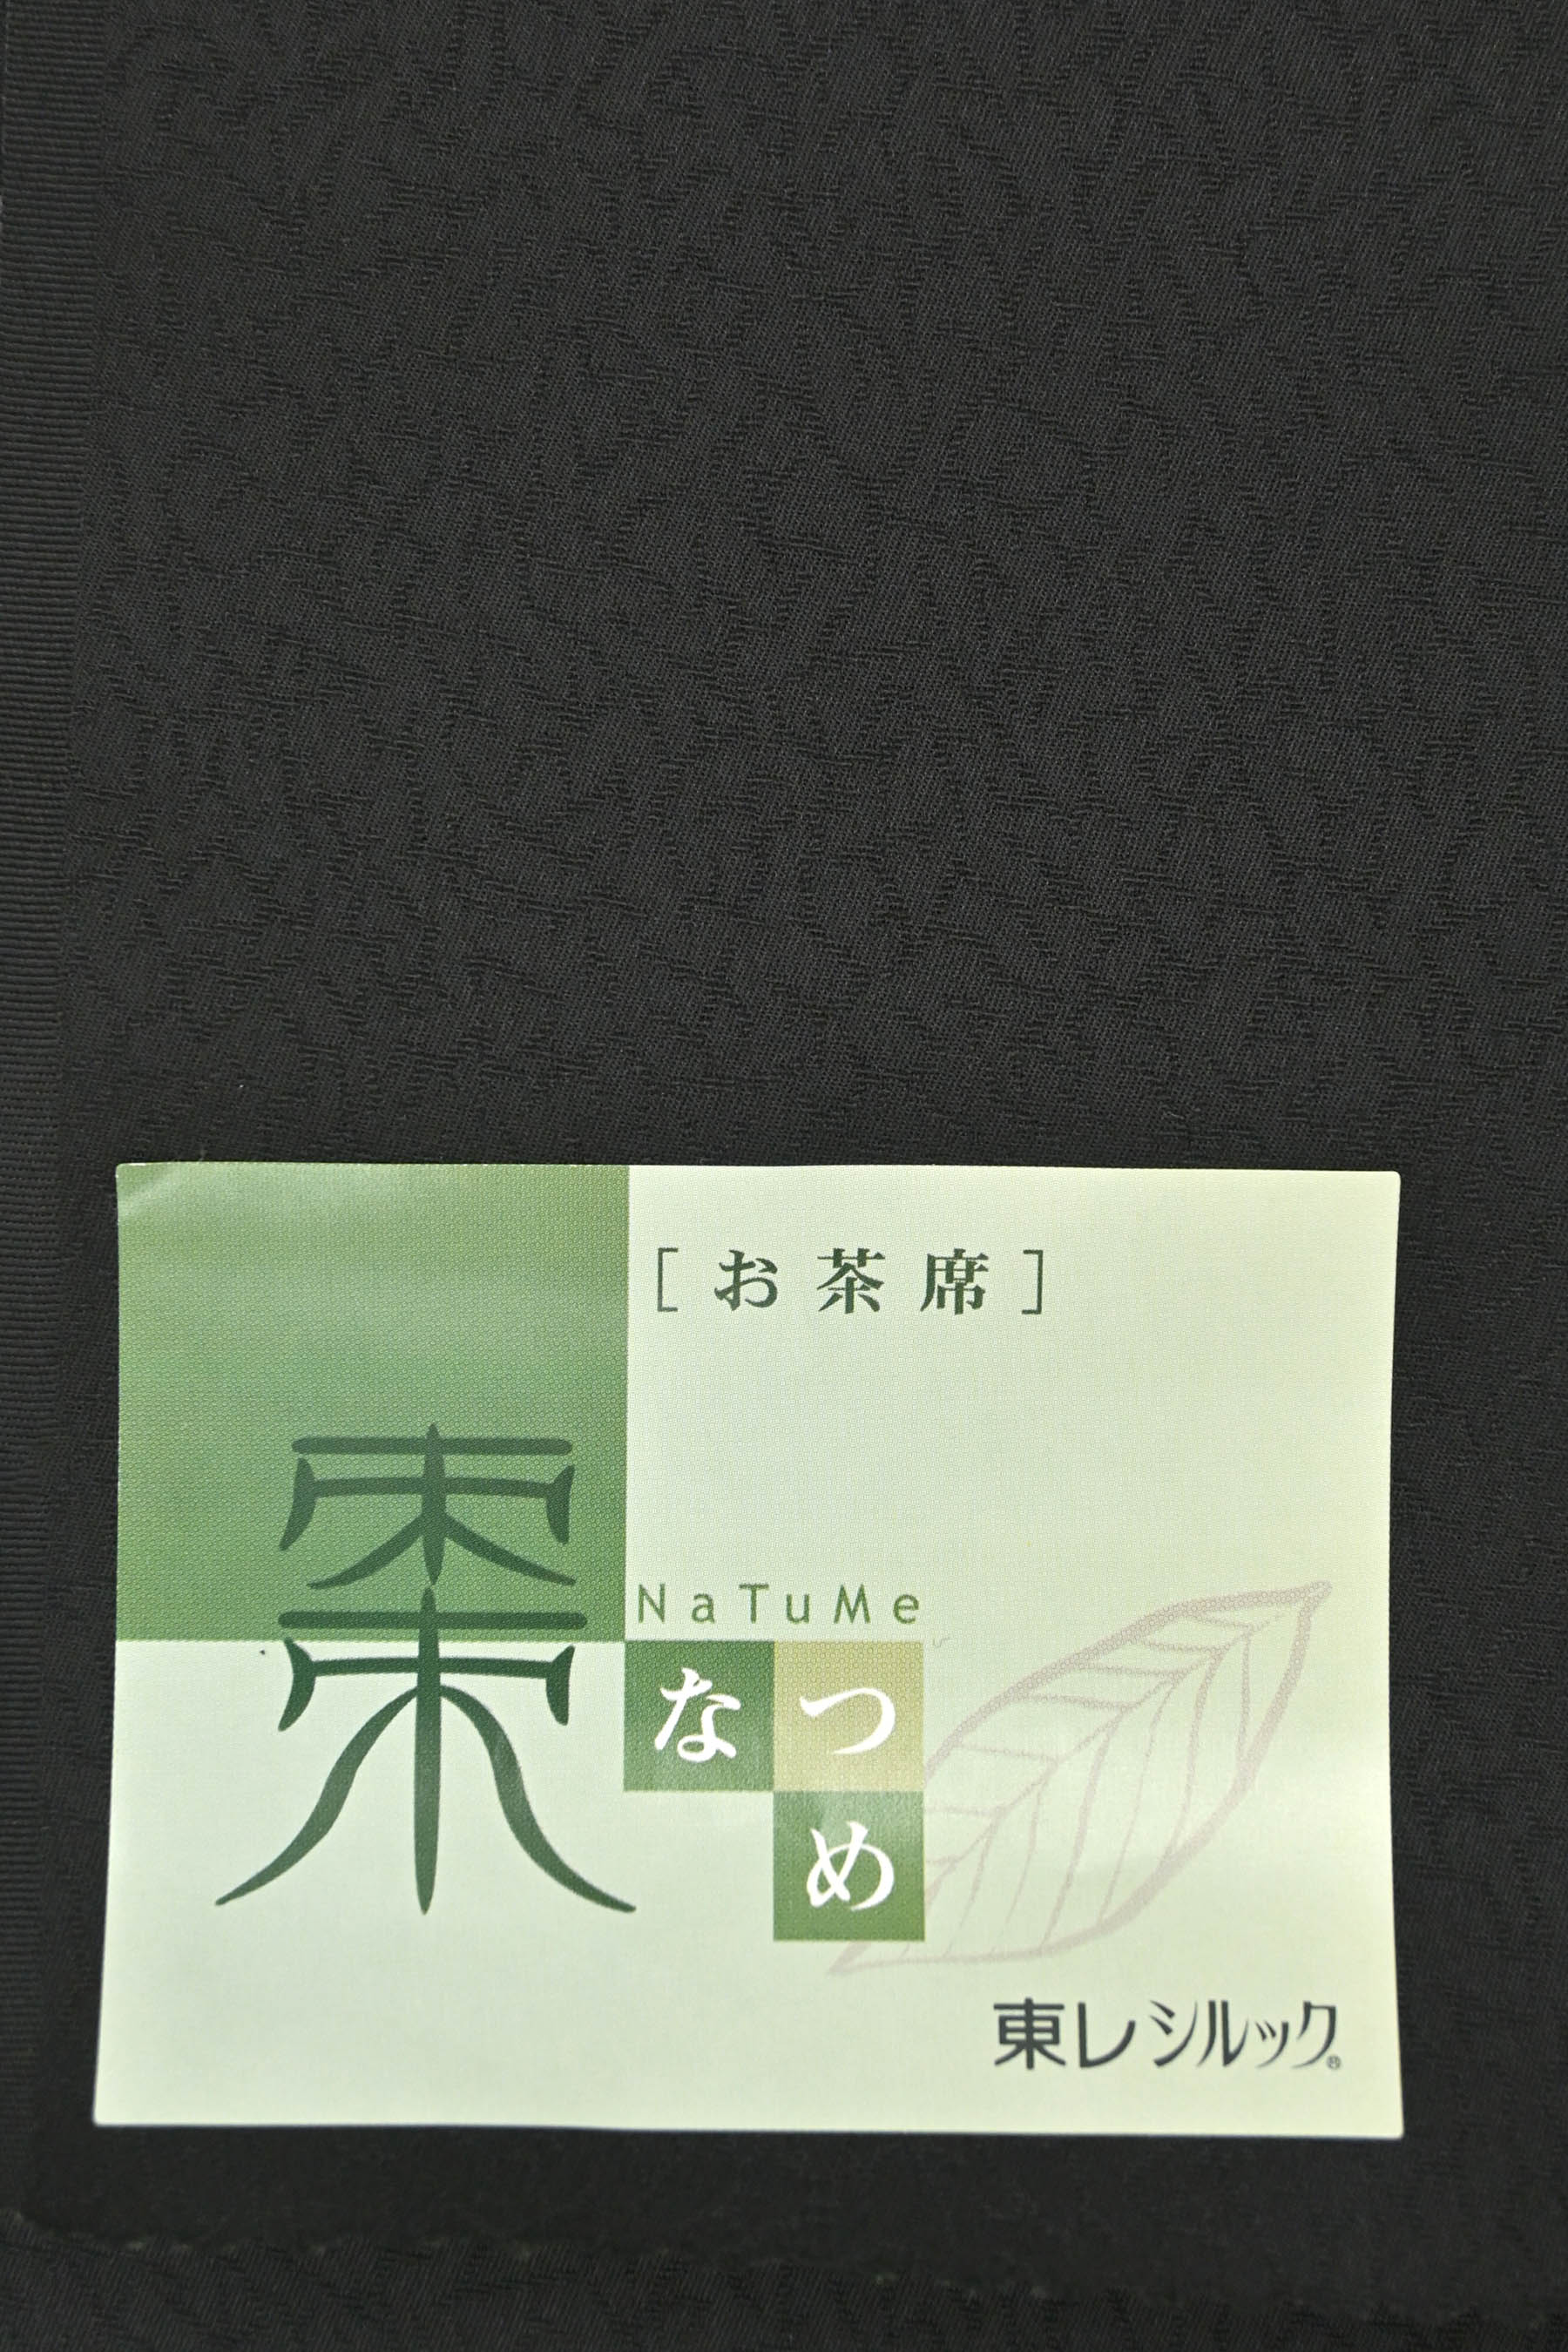 ［お茶席］
棗
NaTuMe
なつ
め
東レシルック®